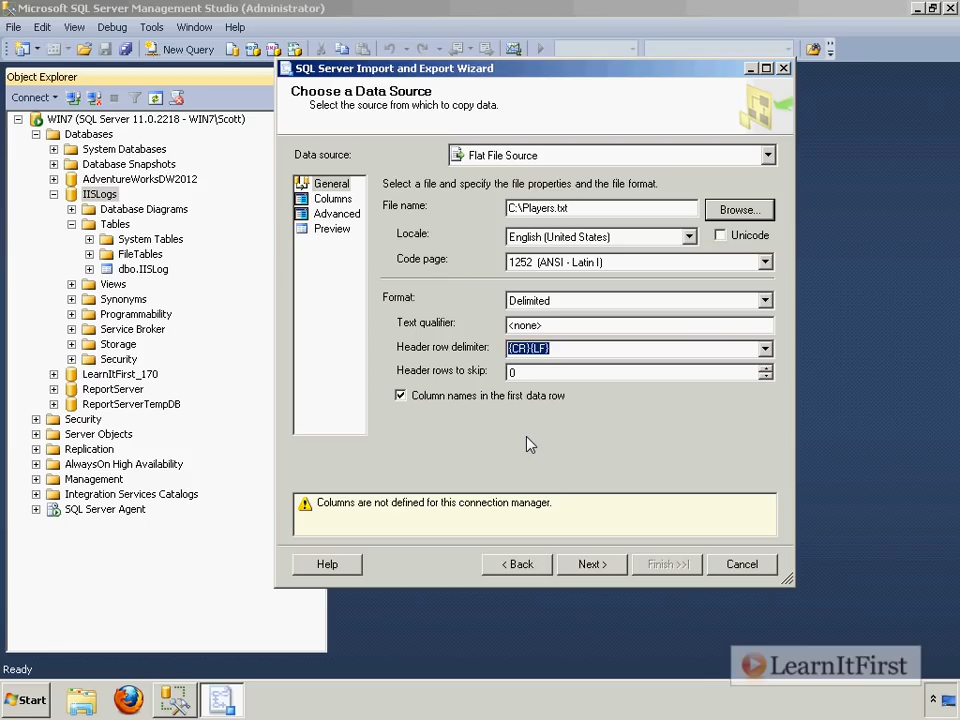 Microsoft SQL Server Management Studio (Administrator)
File Edit View Debug Tools Window Help
New Query
Object Explorer
Connect
WIN7 (SQL Server 11.0.2218 - WIN7\Scott)
Databases
System Databases
Database Snapshots
AdventureWorksDW2012
IISLogs
Database Diagrams
Tables
System Tables
FileTables
dbo.IISLog
Views
Synonyms
Programmability
Service Broker
Storage
Security
LearnItFirst_170
ReportServer
ReportServerTempDB
Security
Server Objects
Replication
AlwaysOn High Availability
Management
Integration Services Catalogs
SQL Server Agent
SQL Server Import and Export Wizard
Choose a Data Source
Select the source from which to copy data.
Data source: Flat File Source
General
Columns
Advanced
Preview
Select a file and specify the file properties and the file format.
File name: C:\Players.txt Browse...
Locale: English (United States) Unicode
Code page: 1252 (ANSI - Latin I)
Format: Delimited
Text qualifier: <none>
Header row delimiter: {CR}{LF}
Header rows to skip: 0
Column names in the first data row
Columns are not defined for this connection manager.
Help < Back Next > Finish >>| Cancel
LearnItFirst
Ready
Start